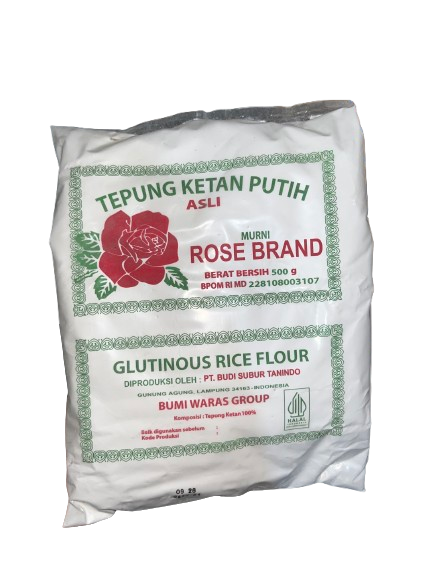 TEPUNG KETAN PUTIH
ASLI
MURNI
ROSE BRAND
BERAT BERSIH 500 g
BPOM RI MD 228108003107
GLUTINOUS RICE FLOUR
DIPRODUKSI OLEH : PT. BUDI SUBUR TANINDO
GUNUNG AGUNG, LAMPUNG 34163 -INDONESIA
BUMI WARAS GROUP
Komposisi : Tepung Ketan 100%
HALAL
Baik digunakan sebelum :
Kode Produksi :
09 28